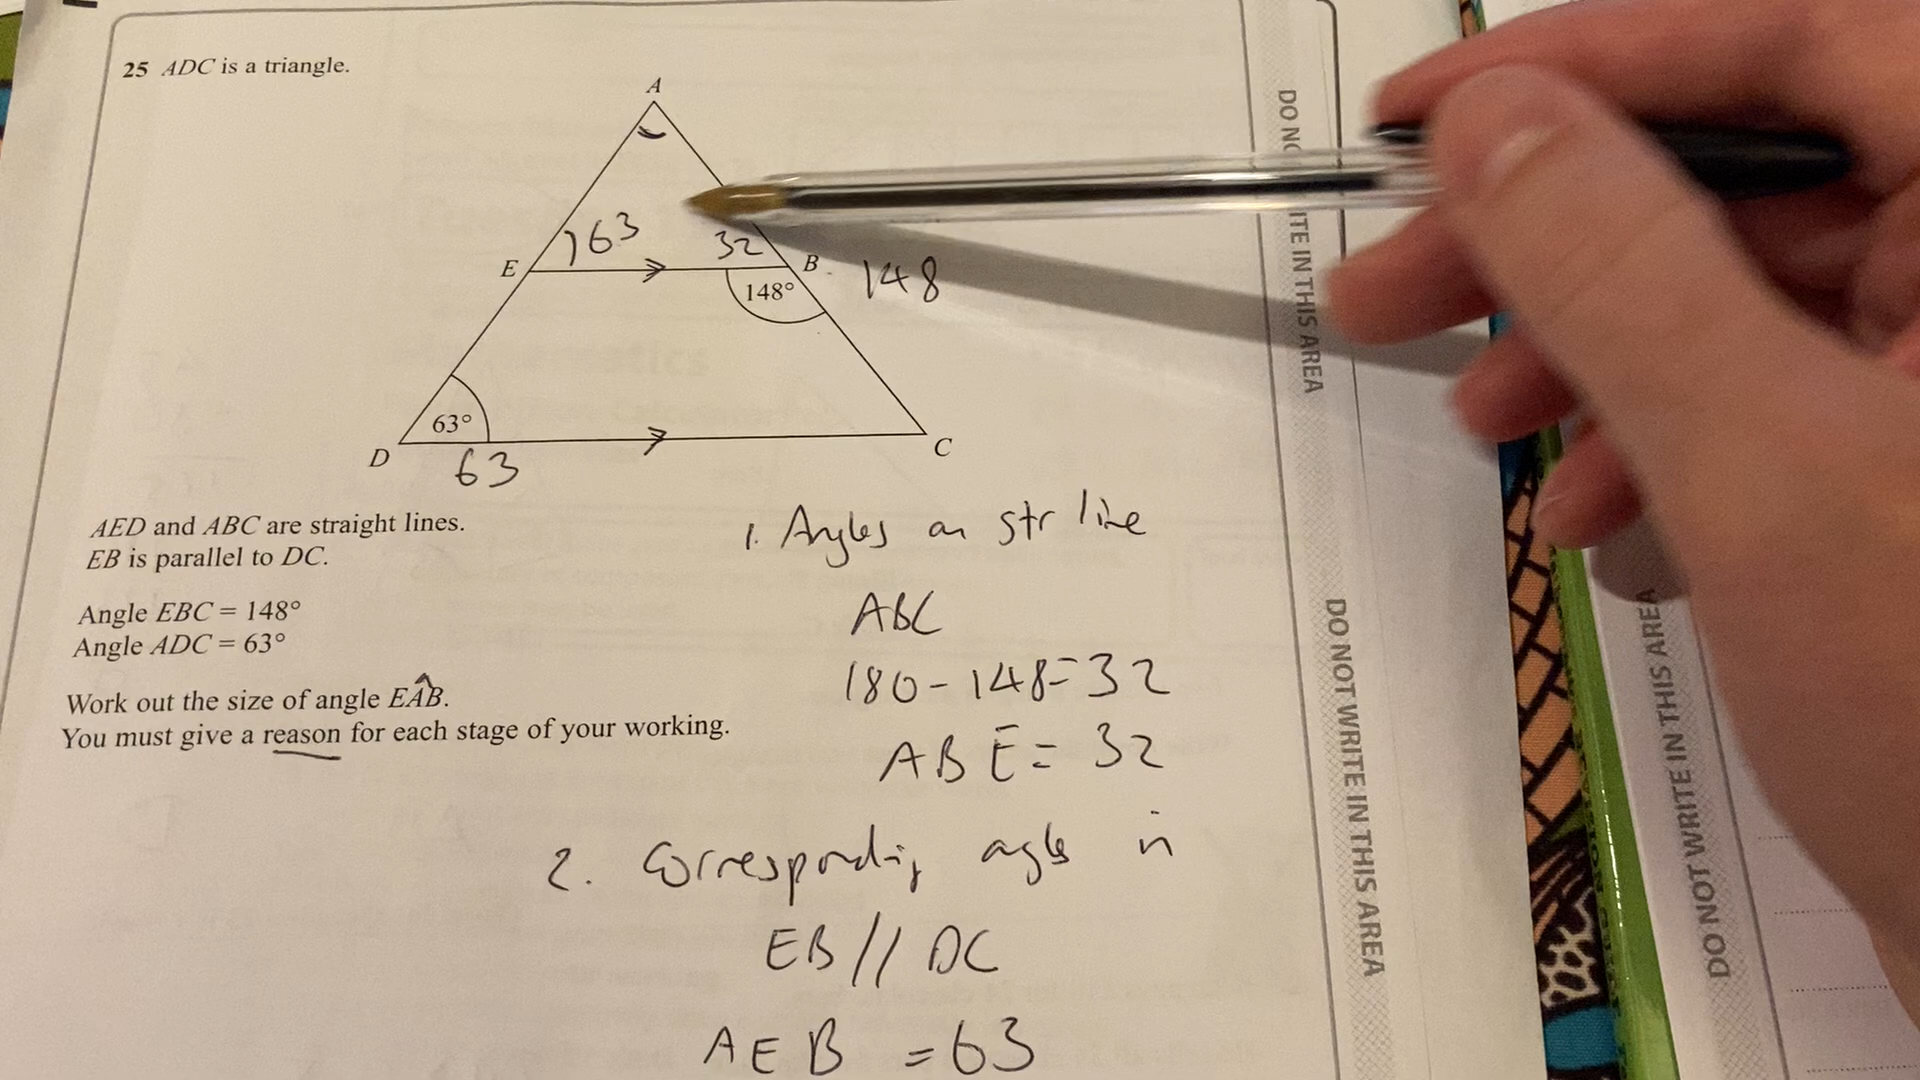 25 ADC is a triangle.
A
E
163
32
B
148
148°
63°
D
63
C
AED and ABC are straight lines.
EB is parallel to DC.
Angle EBC = 148°
Angle ADC = 63°
Work out the size of angle EAB.
You must give a reason for each stage of your working.
1. Angles on str line
ABC
180-148=32
ABE = 32
2. Corresponding angles in
EB // DC
AEB = 63
DO NOT WRITE IN THIS AREA
DO NOT WRITE IN THIS AREA
DO NOT WRITE IN THIS AREA